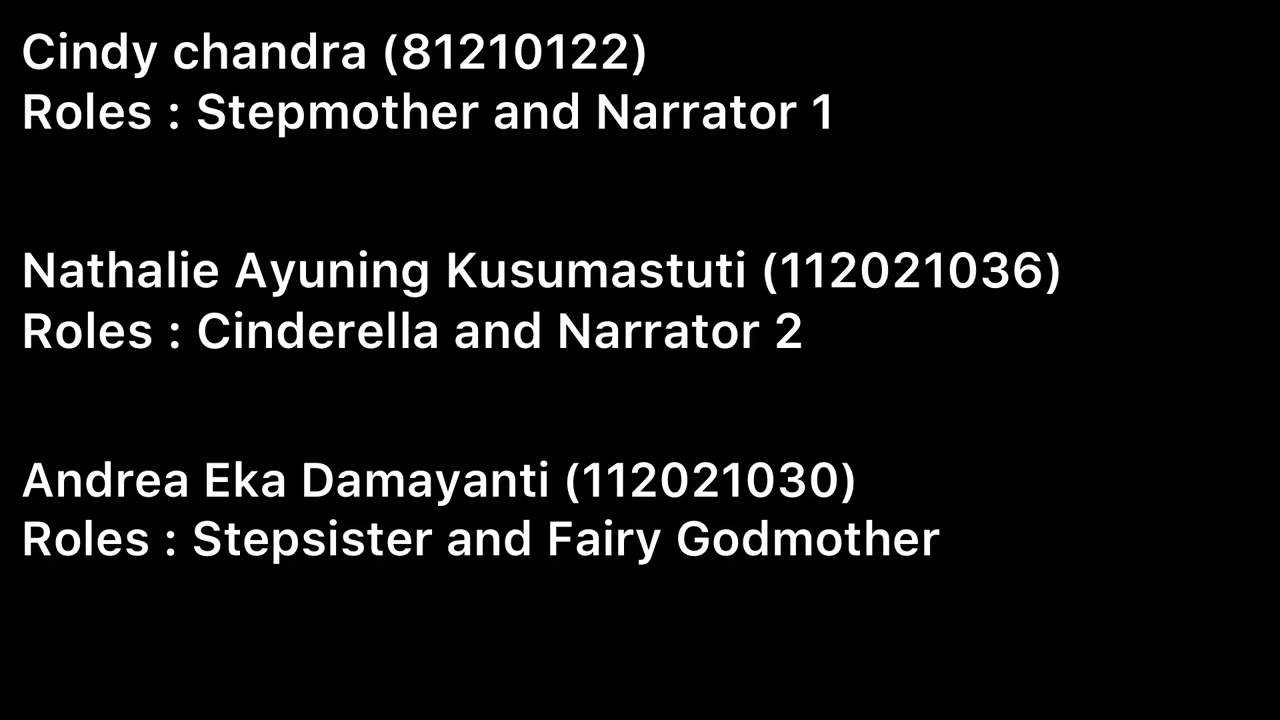 Cindy chandra (81210122)
Roles : Stepmother and Narrator 1
Nathalie Ayuning Kusumastuti (112021036)
Roles : Cinderella and Narrator 2
Andrea Eka Damayanti (112021030)
Roles : Stepsister and Fairy Godmother